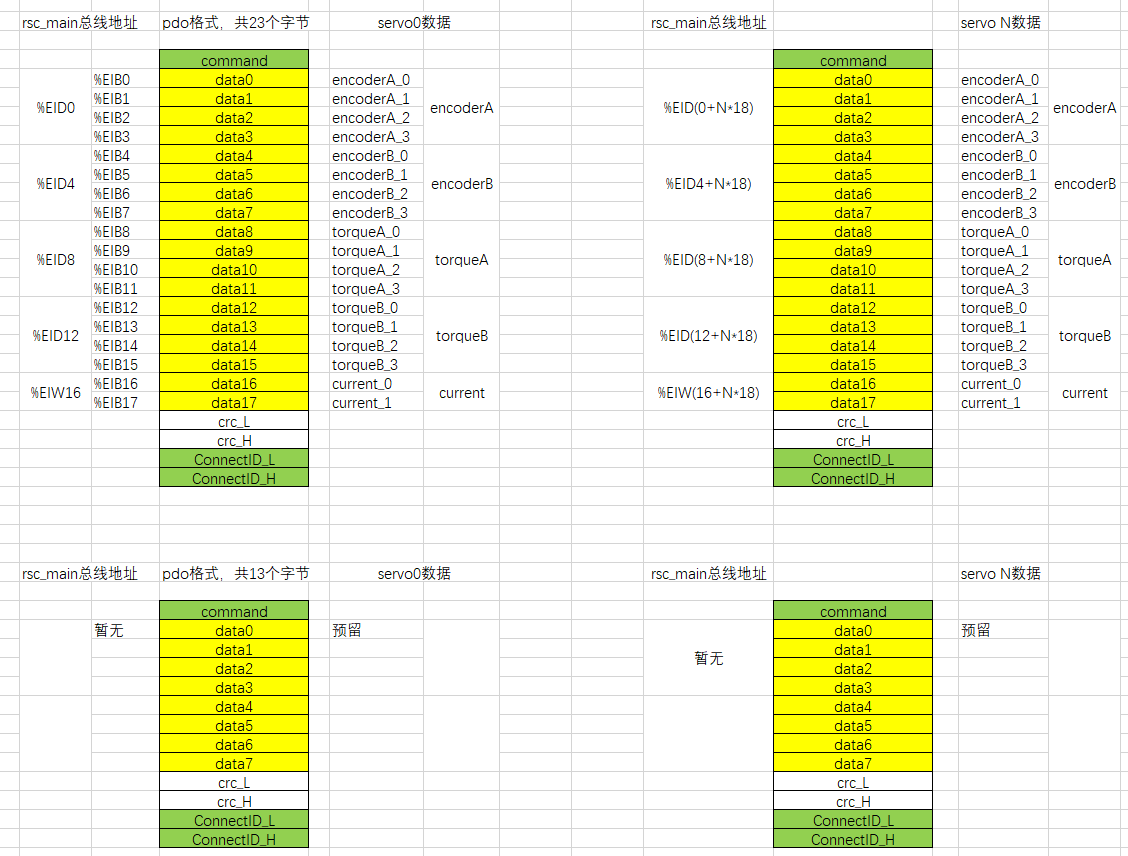 rsc_main总线地址 pdo格式，共23个字节 servo0数据 rsc_main总线地址 servo N数据
command command
%EIB0 data0 encoderA_0 data0 encoderA_0
%EIB1 data1 encoderA_1 data1 encoderA_1
%EID0 encoderA %EID(0+N*18) encoderA
%EIB2 data2 encoderA_2 data2 encoderA_2
%EIB3 data3 encoderA_3 data3 encoderA_3
%EIB4 data4 encoderB_0 data4 encoderB_0
%EIB5 data5 encoderB_1 data5 encoderB_1
%EID4 encoderB %EID4+N*18) encoderB
%EIB6 data6 encoderB_2 data6 encoderB_2
%EIB7 data7 encoderB_3 data7 encoderB_3
%EIB8 data8 torqueA_0 data8 torqueA_0
%EIB9 data9 torqueA_1 data9 torqueA_1
%EID8 torqueA %EID(8+N*18) torqueA
%EIB10 data10 torqueA_2 data10 torqueA_2
%EIB11 data11 torqueA_3 data11 torqueA_3
%EIB12 data12 torqueB_0 data12 torqueB_0
%EIB13 data13 torqueB_1 data13 torqueB_1
%EID12 torqueB %EID(12+N*18) torqueB
%EIB14 data14 torqueB_2 data14 torqueB_2
%EIB15 data15 torqueB_3 data15 torqueB_3
%EIB16 data16 current_0 data16 current_0
%EIW16 current %EIW(16+N*18) current
%EIB17 data17 current_1 data17 current_1
crc_L crc_L
crc_H crc_H
ConnectID_L ConnectID_L
ConnectID_H ConnectID_H
rsc_main总线地址 pdo格式，共13个字节 servo0数据 rsc_main总线地址 servo N数据
command command
暂无 data0 预留 data0 预留
data1 data1
暂无
data2 data2
data3 data3
data4 data4
data5 data5
data6 data6
data7 data7
crc_L crc_L
crc_H crc_H
ConnectID_L ConnectID_L
ConnectID_H ConnectID_H